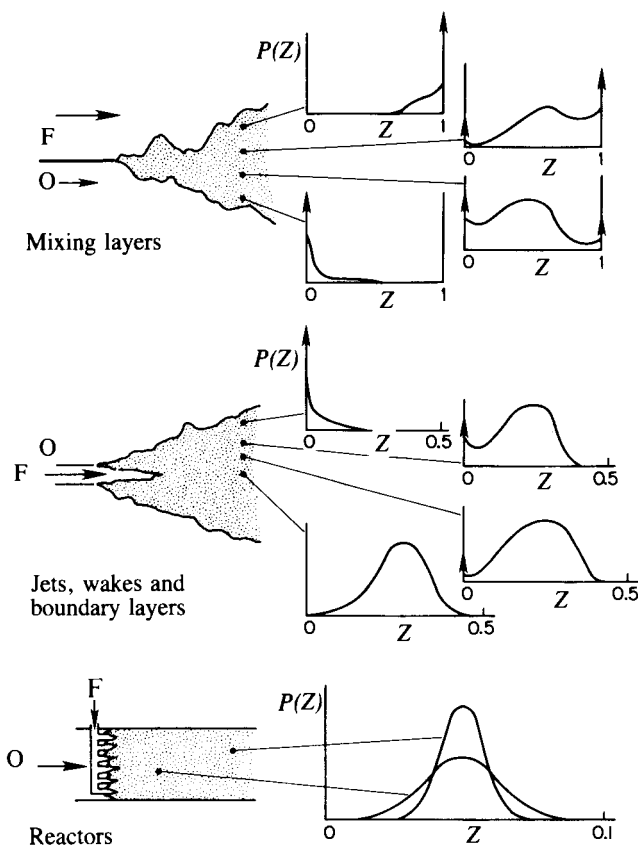 P(Z)
0 Z 1
F
O
Z
0 1
Mixing layers
0 Z 1
0 Z 1
P(Z)
0 Z 0.5
O
F
0 Z 0.5
Jets, wakes and
boundary layers
0 Z 0.5
0 Z 0.5
F
P(Z)
O
0 Z 0.1
Reactors